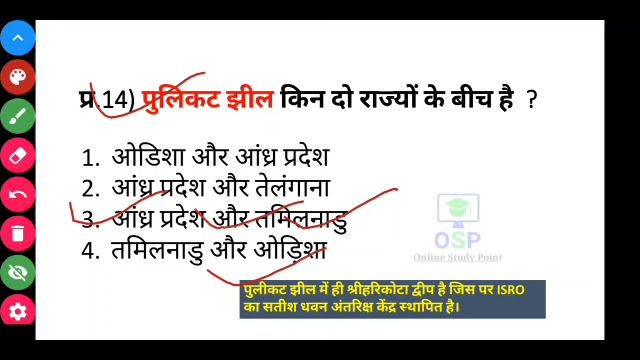 प्र.14) पुलिकट झील किन दो राज्यों के बीच है ?
1. ओडिशा और आंध्र प्रदेश
2. आंध्र प्रदेश और तेलंगाना
3. आंध्र प्रदेश और तमिलनाडु
4. तमिलनाडु और ओड़िशा
OSP
Online Study Point
पुलीकट झील में ही श्रीहरिकोटा द्वीप है जिस पर ISRO
का सतीश धवन अंतरिक्ष केंद्र स्थापित है।